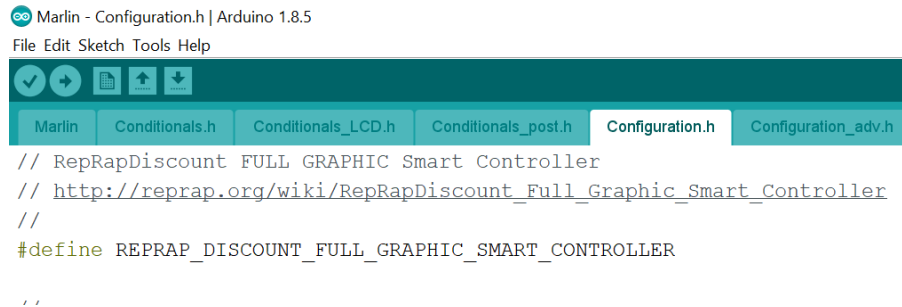 Marlin - Configuration.h | Arduino 1.8.5
File Edit Sketch Tools Help
Marlin Conditionals.h Conditionals_LCD.h Conditionals_post.h Configuration.h Configuration_adv.h
// RepRapDiscount FULL GRAPHIC Smart Controller
// http://reprap.org/wiki/RepRapDiscount_Full_Graphic_Smart_Controller
//
#define REPRAP_DISCOUNT_FULL_GRAPHIC_SMART_CONTROLLER
//